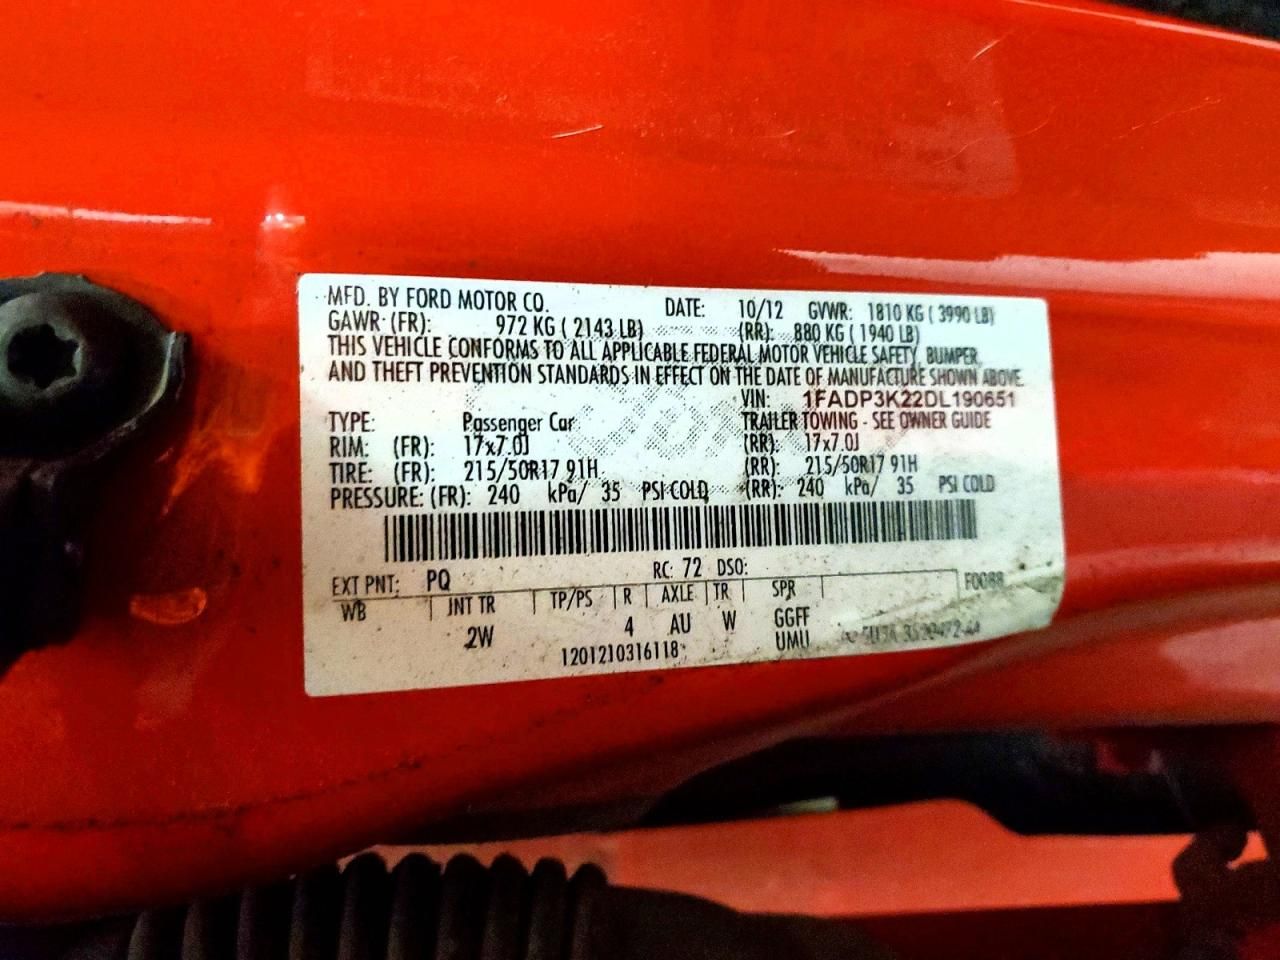 MFD. BY FORD MOTOR CO. DATE: 10/12 GVWR: 1810 KG ( 3990 LB)
GAWR (FR): 972 KG ( 2143 LB) (RR): 880 KG ( 1940 LB)
THIS VEHICLE CONFORMS TO ALL APPLICABLE FEDERAL MOTOR VEHICLE SAFETY, BUMPER,
AND THEFT PREVENTION STANDARDS IN EFFECT ON THE DATE OF MANUFACTURE SHOWN ABOVE.
VIN: 1FADP3K22DL190651
TYPE: Passenger Car TRAILER TOWING - SEE OWNER GUIDE
RIM: (FR): 17x7.0J (RR): 17x7.0J
TIRE: (FR): 215/50R17 91H (RR): 215/50R17 91H
PRESSURE: (FR): 240 kPa/ 35 PSI COLD (RR): 240 kPa/ 35 PSI COLD
EXT PNT: PQ RC: 72 DSO: F0088
WB INT TR TP/PS R AXLE TR SPR
2W 4 AU W GGFF
1201210316118 UMU